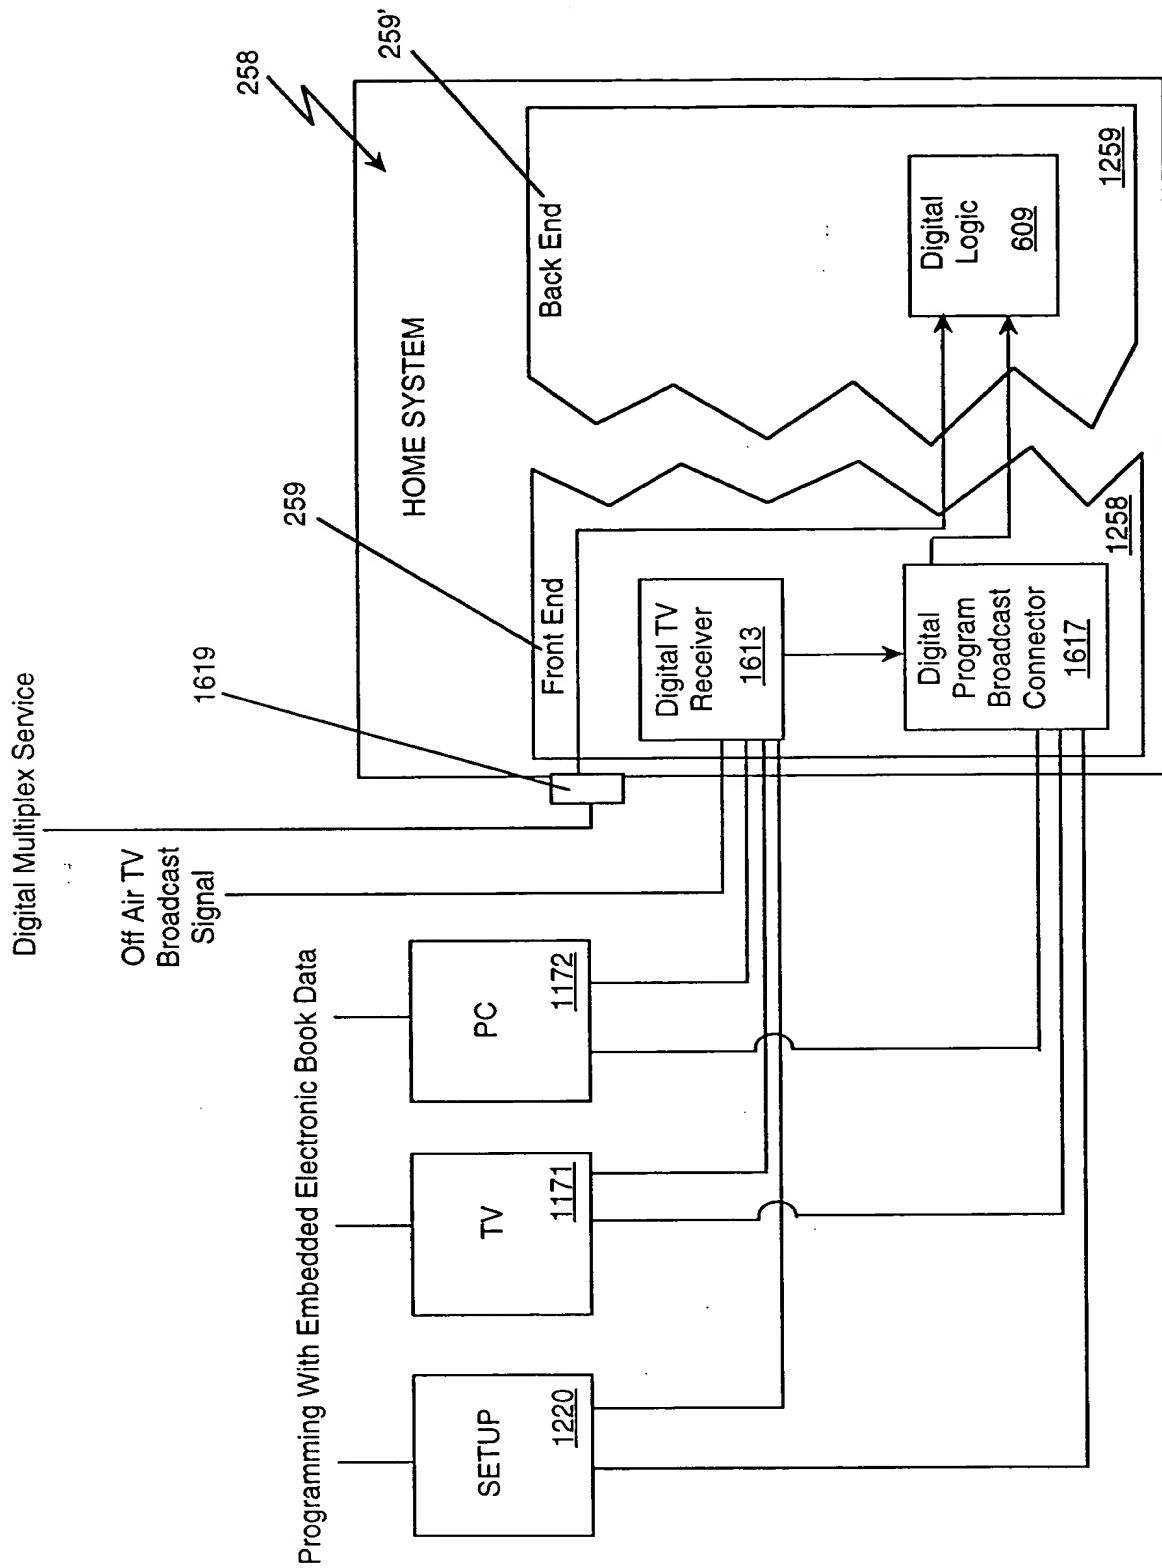 Programming With Embedded Electronic Book Data
Digital Multiplex Service
Off Air TV
Broadcast
Signal
SETUP
1220
TV
1171
PC
1172
1619
259
258
259'
HOME SYSTEM
Front End
Digital TV
Receiver
1613
Digital
Program
Broadcast
Connector
1617
1258
Back End
Digital
Logic
609
1259